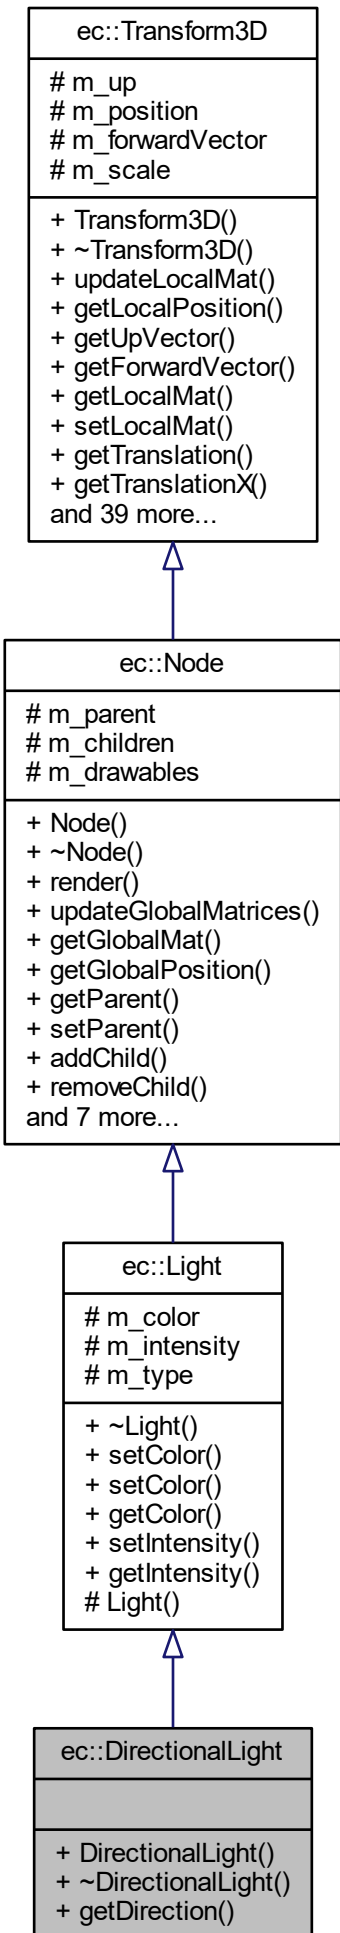 ec::Transform3D
# m_up
# m_position
# m_forwardVector
# m_scale
+ Transform3D()
+ ~Transform3D()
+ updateLocalMat()
+ getLocalPosition()
+ getUpVector()
+ getForwardVector()
+ getLocalMat()
+ setLocalMat()
+ getTranslation()
+ getTranslationX()
and 39 more...
ec::Node
# m_parent
# m_children
# m_drawables
+ Node()
+ ~Node()
+ render()
+ updateGlobalMatrices()
+ getGlobalMat()
+ getGlobalPosition()
+ getParent()
+ setParent()
+ addChild()
+ removeChild()
and 7 more...
ec::Light
# m_color
# m_intensity
# m_type
+ ~Light()
+ setColor()
+ setColor()
+ getColor()
+ setIntensity()
+ getIntensity()
# Light()
ec::DirectionalLight
+ DirectionalLight()
+ ~DirectionalLight()
+ getDirection()